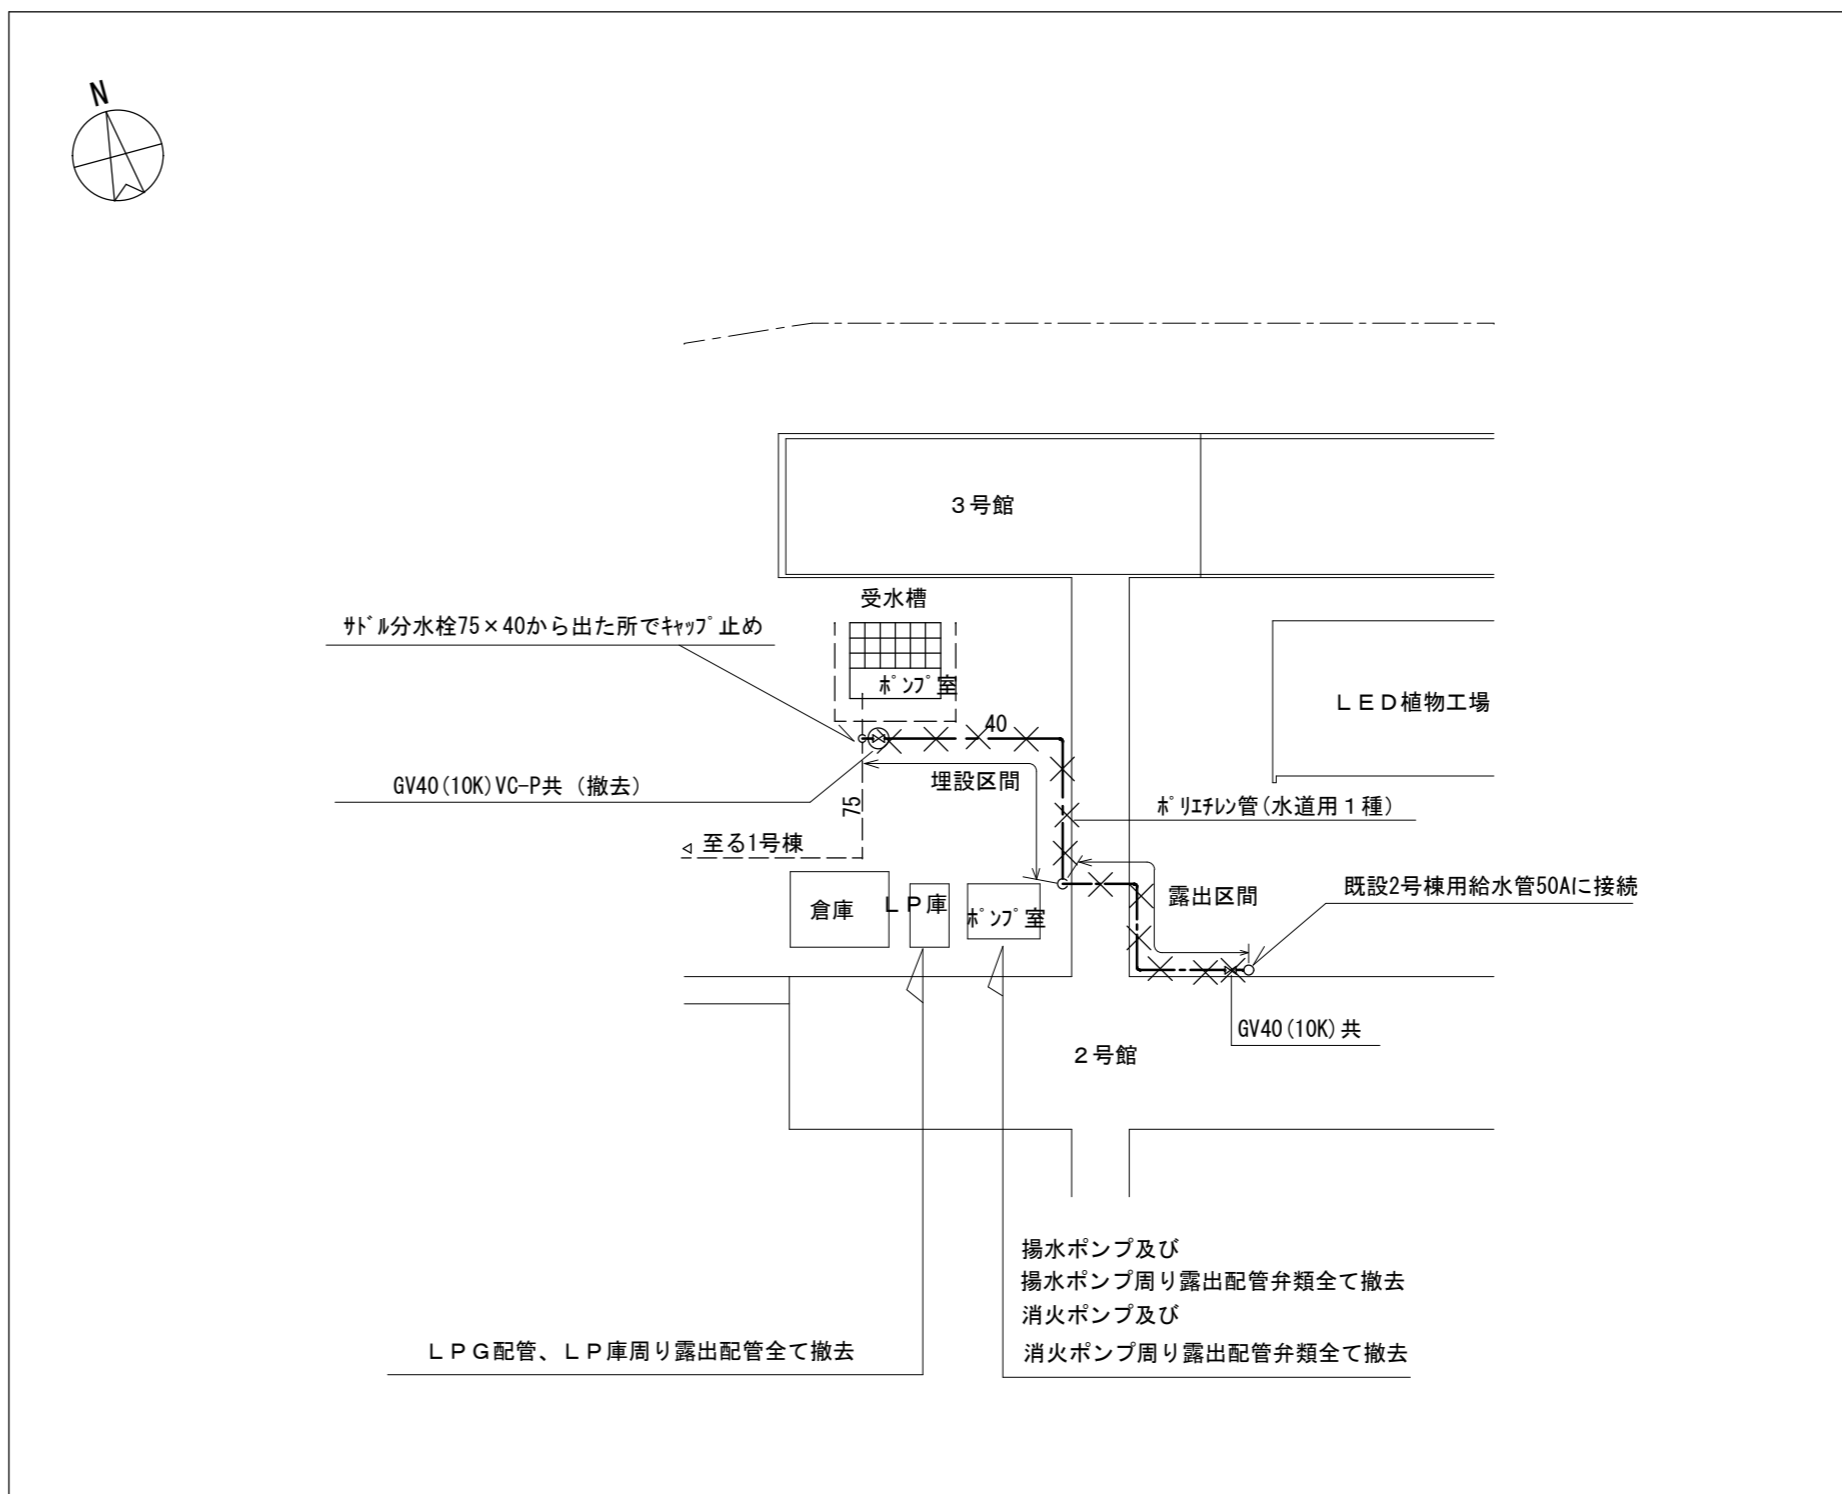 N
３号館
受水槽
ｻﾄﾞﾙ分水栓75×40から出た所でｷｬｯﾌﾟ止め
ﾎﾟﾝﾌﾟ室
ＬＥＤ植物工場
40
GV40(10K)VC-P共（撤去）
埋設区間
75
ﾎﾟﾘｴﾁﾚﾝ管(水道用１種)
至る1号棟
露出区間
既設2号棟用給水管50Aに接続
倉庫
ＬＰ庫
ﾎﾟﾝﾌﾟ室
GV40(10K)共
２号館
揚水ポンプ及び
揚水ポンプ周り露出配管弁類全て撤去
消火ポンプ及び
消火ポンプ周り露出配管弁類全て撤去
ＬＰＧ配管、ＬＰ庫周り露出配管全て撤去